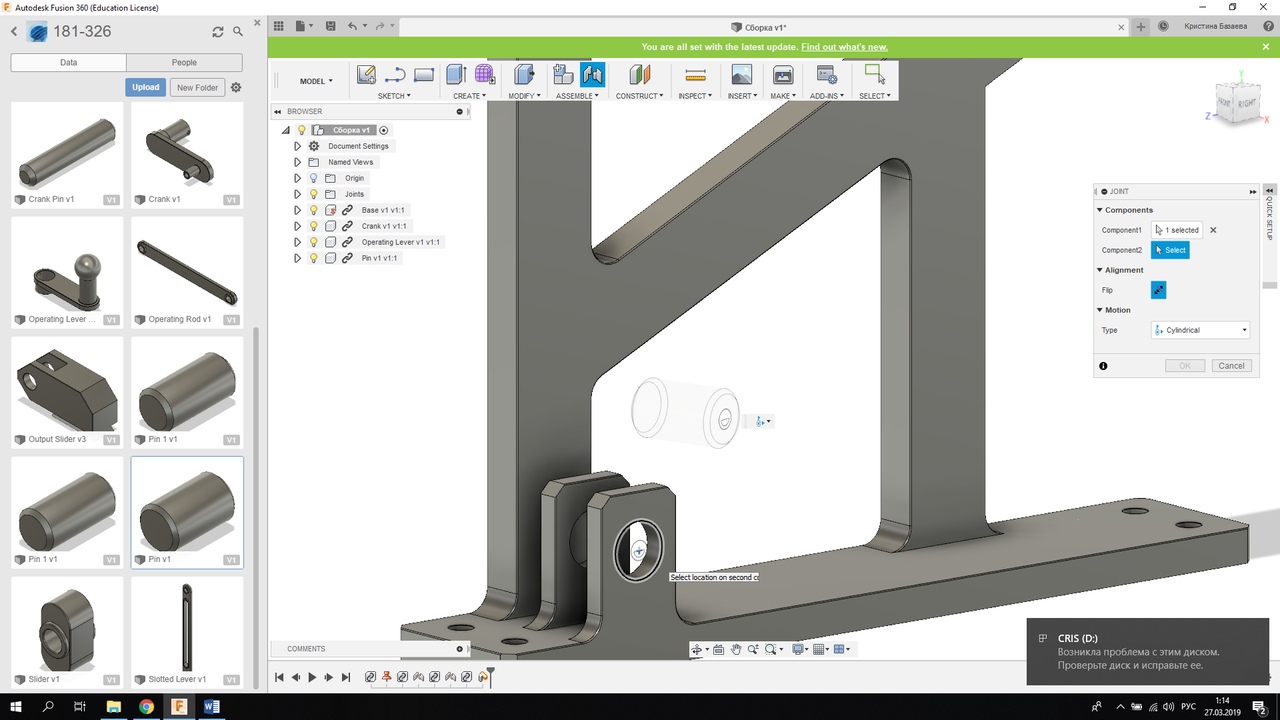 Autodesk Fusion 360 (Education License)
181-326
Data
People
Upload
New Folder
Crank Pin v1
V1
Crank v1
V1
Operating Lever ...
V1
Operating Rod v1
V1
Output Slider v3
V1
Pin 1 v1
V1
Pin 1 v1
V1
Pin v1
V1
Slider v1
V1
Slotted Lever v1
V1
Сборка v1*
Кристина Базаева
You are all set with the latest update. Find out what's new.
MODEL
SKETCH
CREATE
MODIFY
ASSEMBLE
CONSTRUCT
INSPECT
INSERT
MAKE
ADD-INS
SELECT
BROWSER
Сборка v1
Document Settings
Named Views
Origin
Joints
Base v1 v1:1
Crank v1 v1:1
Operating Lever v1 v1:1
Pin v1 v1:1
FRONT
RIGHT
Y
Z
X
JOINT
QUICK SETUP
Components
Component1
1 selected
Component2
Select
Alignment
Flip
Motion
Type
Cylindrical
OK
Cancel
Select location on second co
COMMENTS
CRIS (D:)
Возникла проблема с этим диском.
Проверьте диск и исправьте ее.
W
РУС
1:14
27.03.2019
2